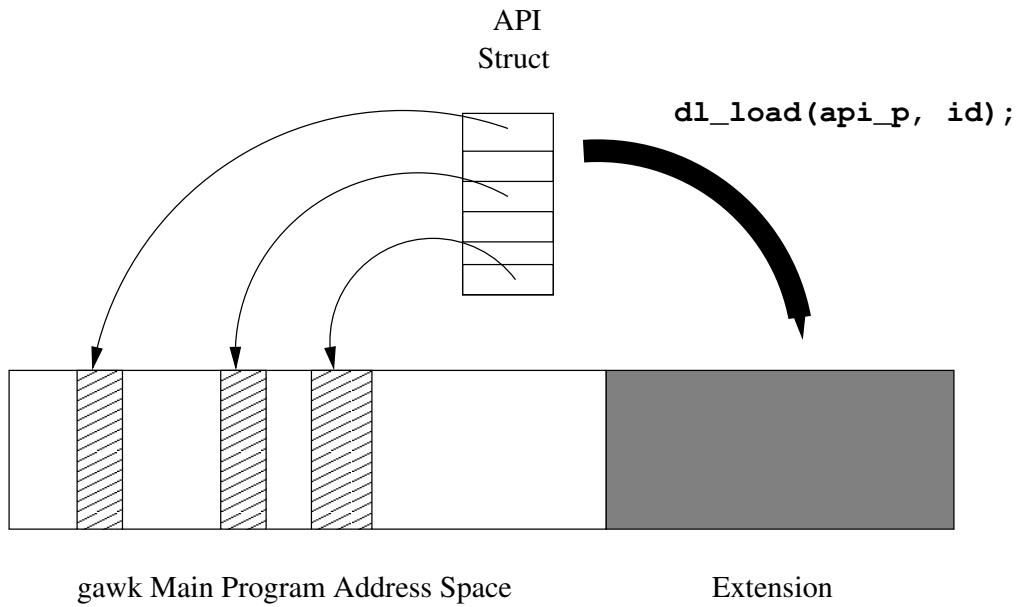 API
Struct
dl_load(api_p, id);
gawk Main Program Address Space
Extension